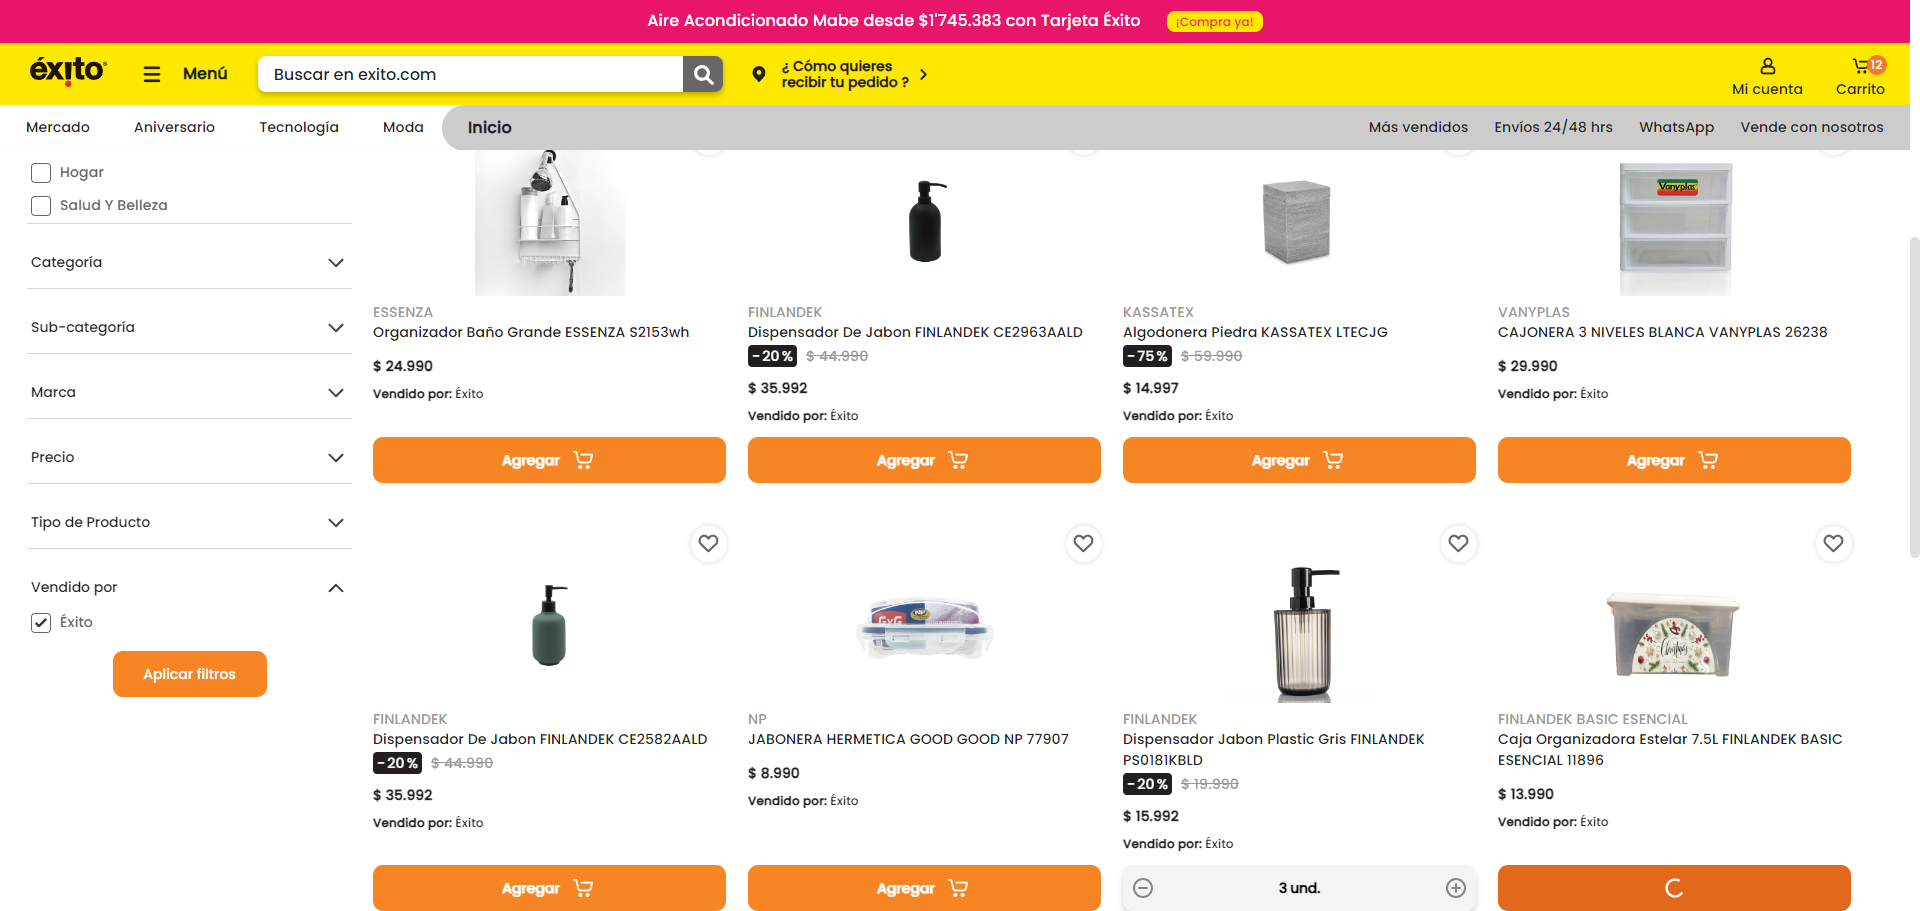 Aire Acondicionado Mabe desde $1'745.383 con Tarjeta Éxito
¡Compra ya!
éxito
Menú
Buscar en exito.com
¿ Cómo quieres
recibir tu pedido ?
Mi cuenta
12
Carrito
Mercado
Aniversario
Tecnología
Moda
Inicio
Más vendidos
Envíos 24/48 hrs
WhatsApp
Vende con nosotros
Hogar
Salud Y Belleza
Categoría
Sub-categoría
Marca
Precio
Tipo de Producto
Vendido por
Éxito
Aplicar filtros
ESSENZA
Organizador Baño Grande ESSENZA S2153wh
$ 24.990
Vendido por: Éxito
Agregar
FINLANDEK
Dispensador De Jabon FINLANDEK CE2963AALD
-20% $ 44.990
$ 35.992
Vendido por: Éxito
Agregar
KASSATEX
Algodonera Piedra KASSATEX LTECJG
-75% $ 59.990
$ 14.997
Vendido por: Éxito
Agregar
Vanyplas
VANYPLAS
CAJONERA 3 NIVELES BLANCA VANYPLAS 26238
$ 29.990
Vendido por: Éxito
Agregar
FINLANDEK
Dispensador De Jabon FINLANDEK CE2582AALD
-20% $ 44.990
$ 35.992
Vendido por: Éxito
Agregar
GxG
NP
NP
JABONERA HERMETICA GOOD GOOD NP 77907
$ 8.990
Vendido por: Éxito
Agregar
FINLANDEK
Dispensador Jabon Plastic Gris FINLANDEK
PS0181KBLD
-20% $ 19.990
$ 15.992
Vendido por: Éxito
3 und.
Christmas
FINLANDEK BASIC ESENCIAL
Caja Organizadora Estelar 7.5L FINLANDEK BASIC
ESENCIAL 11896
$ 13.990
Vendido por: Éxito